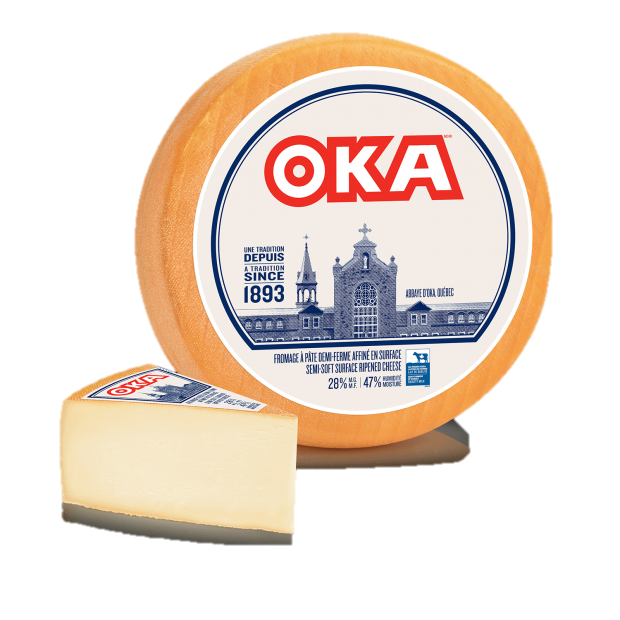 OKA
UNE TRADITION
DEPUIS
A TRADITION
SINCE
1893
ABBAYE D'OKA, QUÉBEC
FROMAGE À PÂTE DEMI-FERME AFFINÉ EN SURFACE
SEMI-SOFT SURFACE RIPENED CHEESE
28% M.G. M.F. 47% HUMIDITÉ MOISTURE
OKA